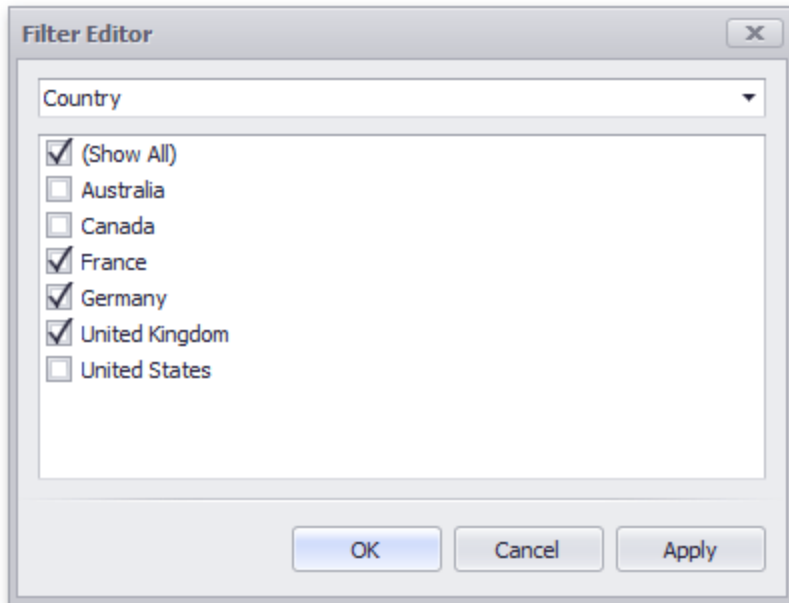 Filter Editor
Country
(Show All)
Australia
Canada
France
Germany
United Kingdom
United States
OK Cancel Apply